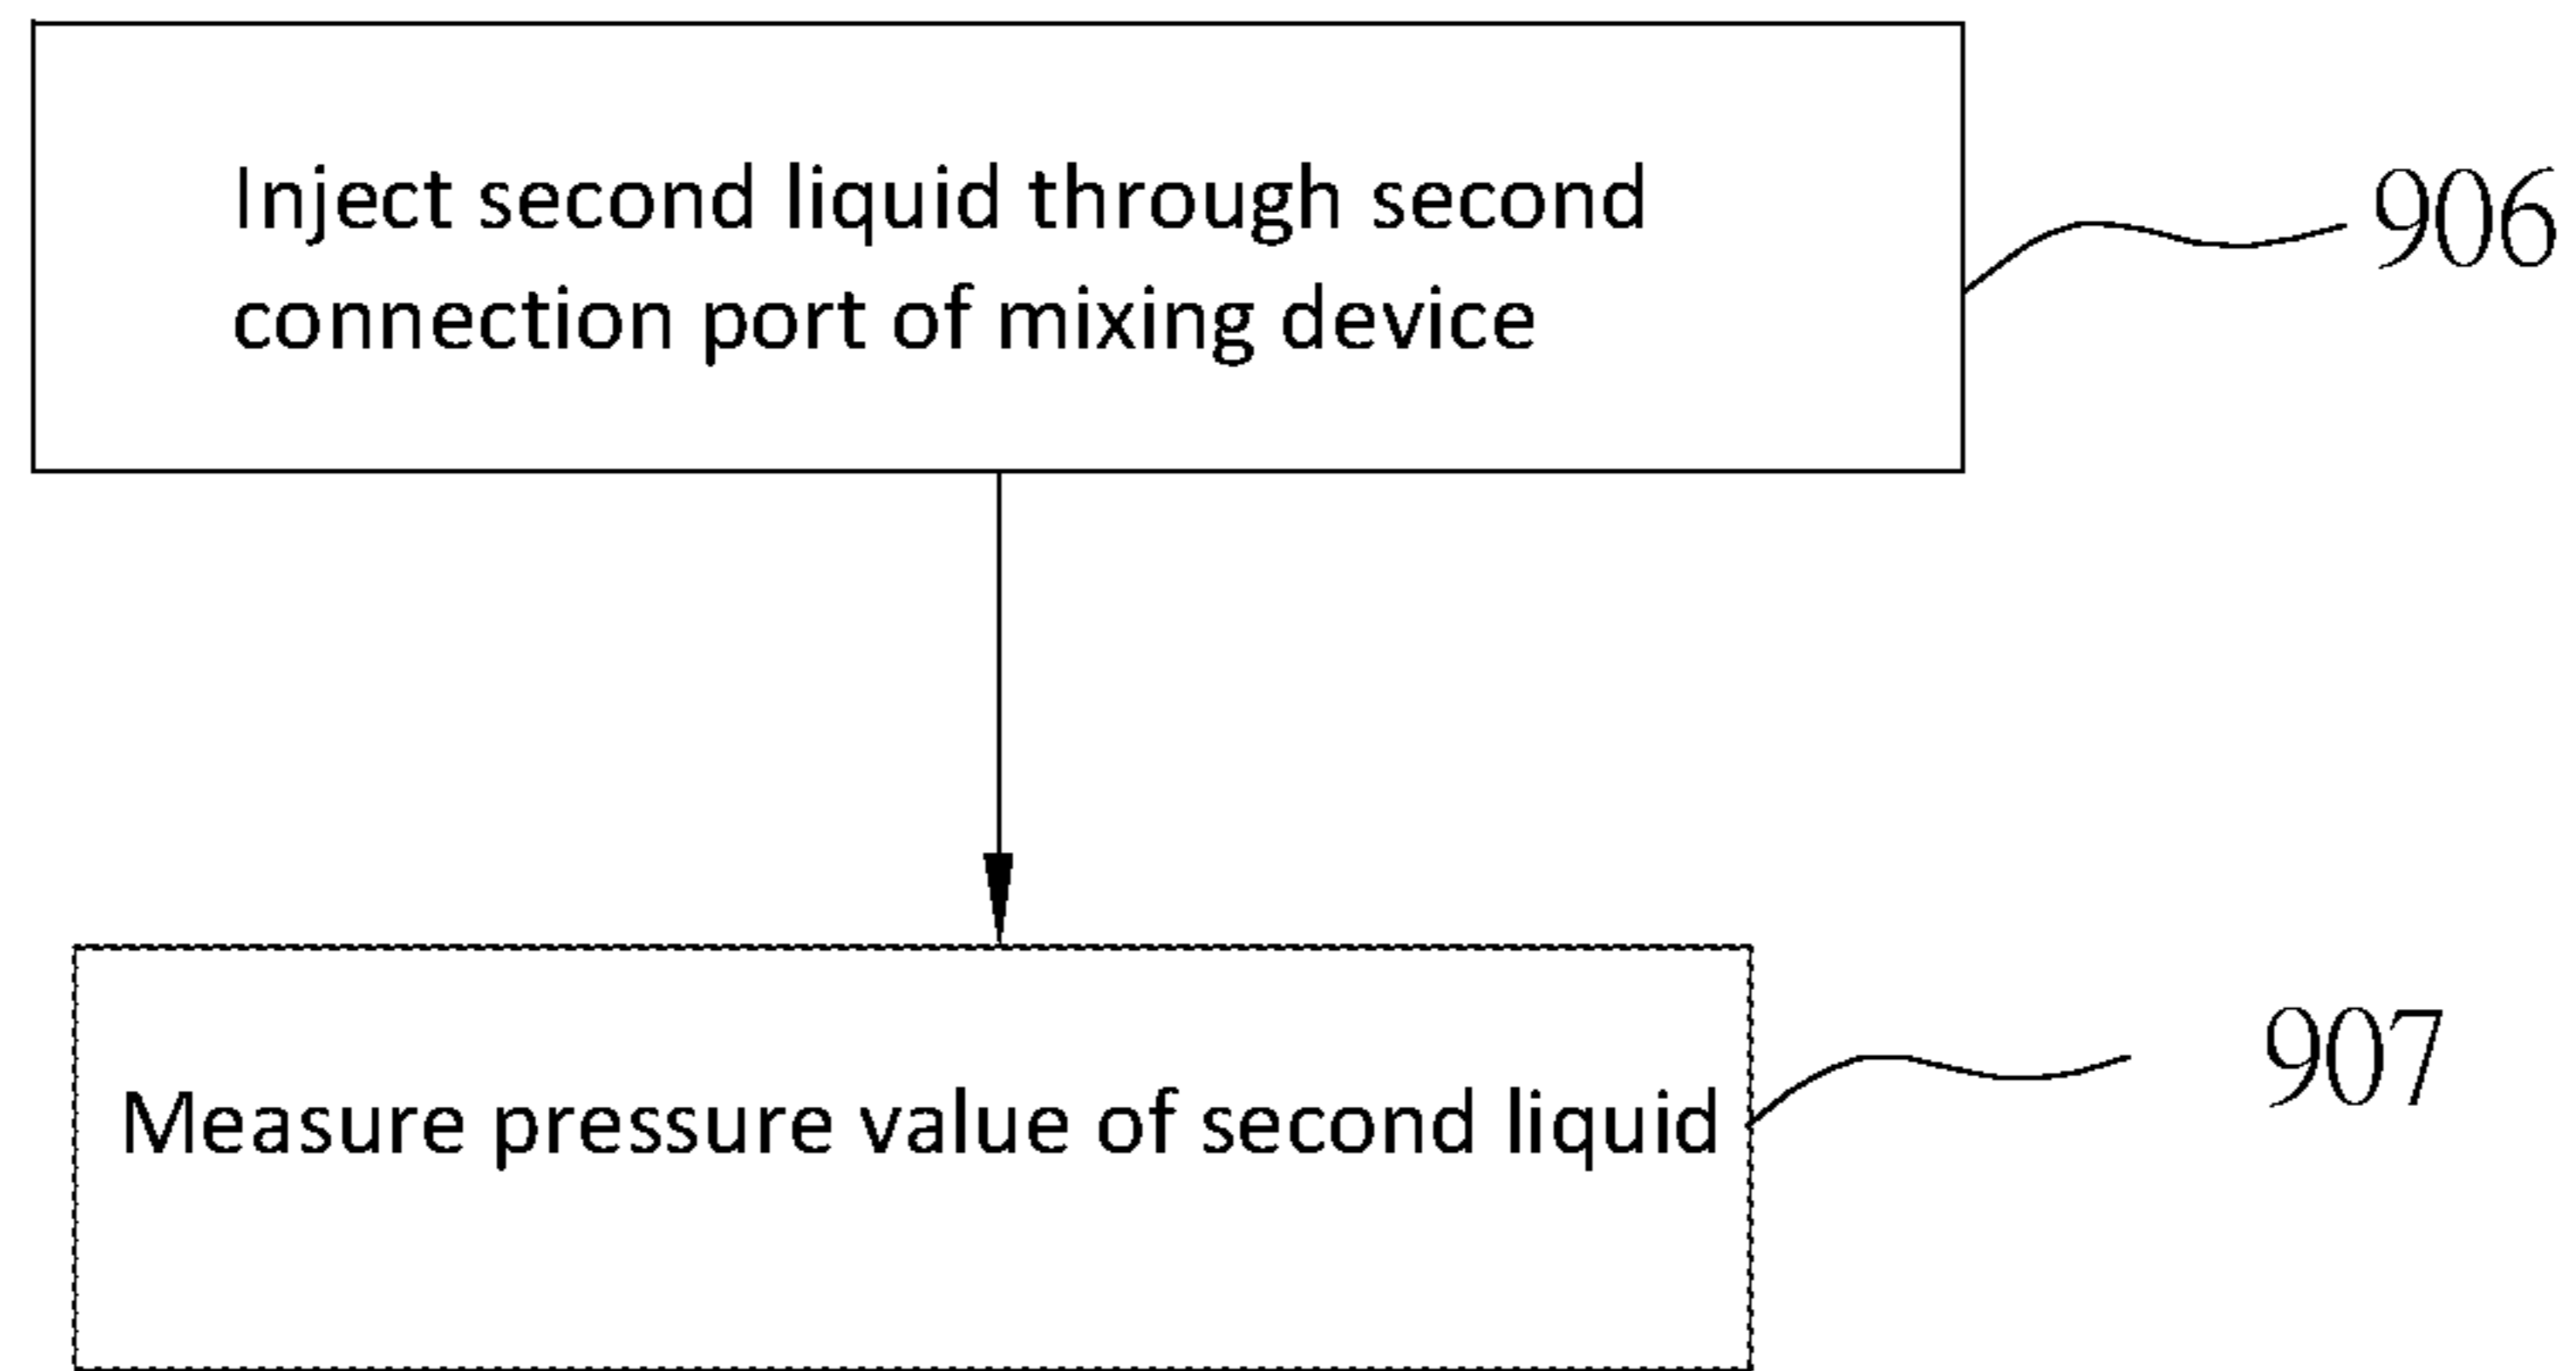 Inject second liquid through second
connection port of mixing device
906
Measure pressure value of second liquid
907